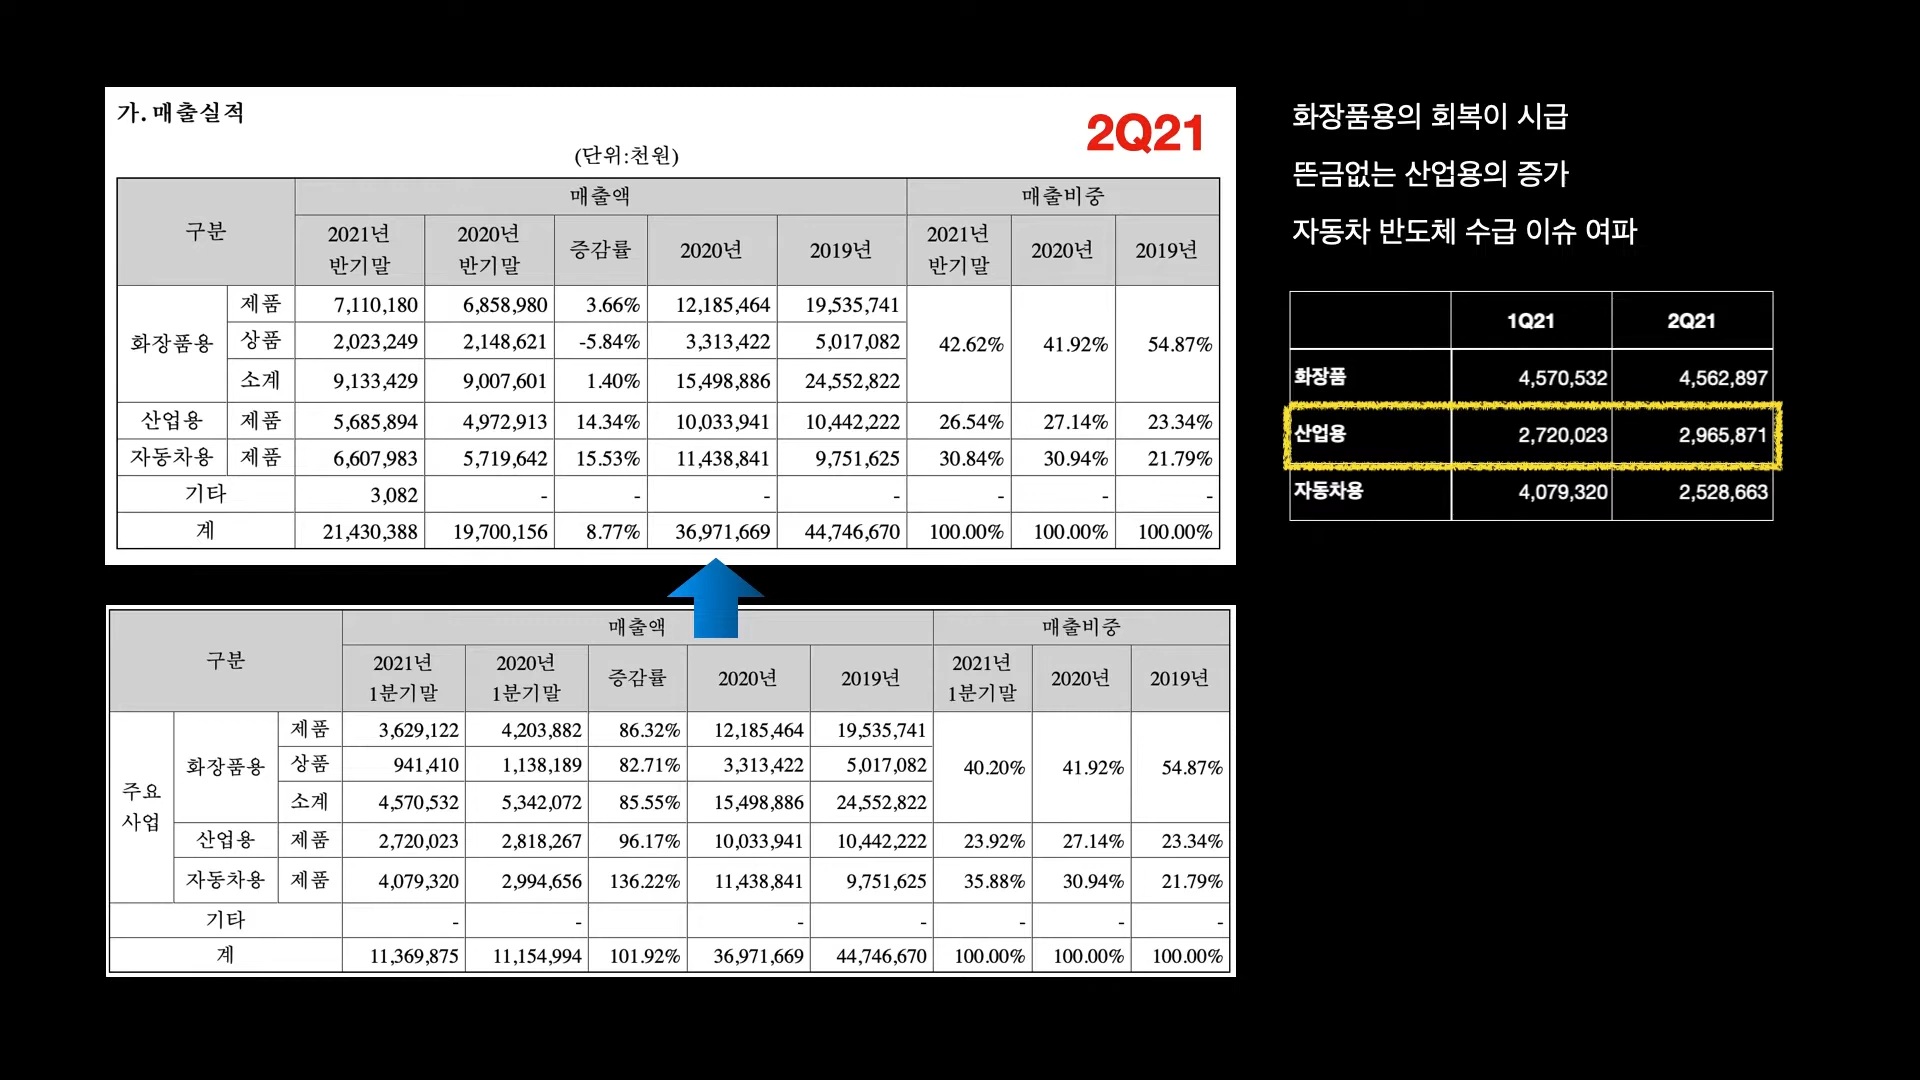 가. 매출실적
2Q21
(단위:천원)
구분 매출액 매출비중
2021년 반기말 2020년 반기말 증감률 2020년 2019년 2021년 반기말 2020년 2019년
화장품용 제품 7,110,180 6,858,980 3.66% 12,185,464 19,535,741 42.62% 41.92% 54.87%
상품 2,023,249 2,148,621 -5.84% 3,313,422 5,017,082
소계 9,133,429 9,007,601 1.40% 15,498,886 24,552,822
산업용 제품 5,685,894 4,972,913 14.34% 10,033,941 10,442,222 26.54% 27.14% 23.34%
자동차용 제품 6,607,983 5,719,642 15.53% 11,438,841 9,751,625 30.84% 30.94% 21.79%
기타 3,082 - - - - - - -
계 21,430,388 19,700,156 8.77% 36,971,669 44,746,670 100.00% 100.00% 100.00%
구분 매출액 매출비중
2021년 1분기말 2020년 1분기말 증감률 2020년 2019년 2021년 1분기말 2020년 2019년
주요 사업 화장품용 제품 3,629,122 4,203,882 86.32% 12,185,464 19,535,741 40.20% 41.92% 54.87%
상품 941,410 1,138,189 82.71% 3,313,422 5,017,082
소계 4,570,532 5,342,072 85.55% 15,498,886 24,552,822
산업용 제품 2,720,023 2,818,267 96.17% 10,033,941 10,442,222 23.92% 27.14% 23.34%
자동차용 제품 4,079,320 2,994,656 136.22% 11,438,841 9,751,625 35.88% 30.94% 21.79%
기타 - - - - - - -
계 11,369,875 11,154,994 101.92% 36,971,669 44,746,670 100.00% 100.00% 100.00%
화장품용의 회복이 시급
뜬금없는 산업용의 증가
자동차 반도체 수급 이슈 여파
1Q21 2Q21
화장품 4,570,532 4,562,897
산업용 2,720,023 2,965,871
자동차용 4,079,320 2,528,663